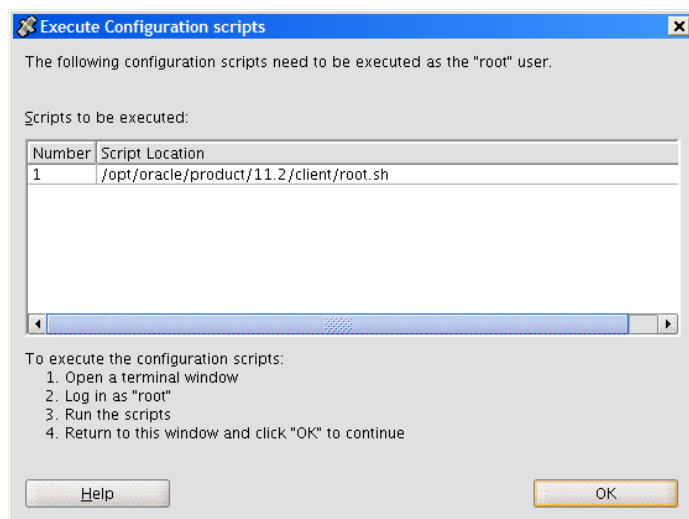 Execute Configuration scripts
The following configuration scripts need to be executed as the "root" user.
Scripts to be executed:
Number Script Location
1 /opt/oracle/product/11.2/client/root.sh
To execute the configuration scripts:
1. Open a terminal window
2. Log in as "root"
3. Run the scripts
4. Return to this window and click "OK" to continue
Help OK